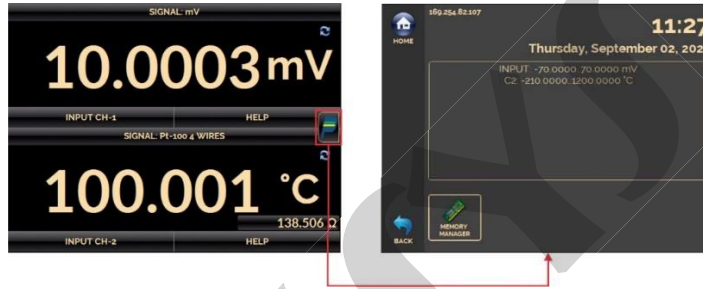 SIGNAL: mV
10.0003 mV
INPUT CH-1 HELP
SIGNAL: Pt-100 4 WIRES
100.001 °C
138.506 Ω
INPUT CH-2 HELP
169.254.82.107
HOME
11:27
Thursday, September 02, 202
INPUT: -70.0000..70.0000 mV
C2: -210.0000..1200.0000 °C
BACK
MEMORY
MANAGER